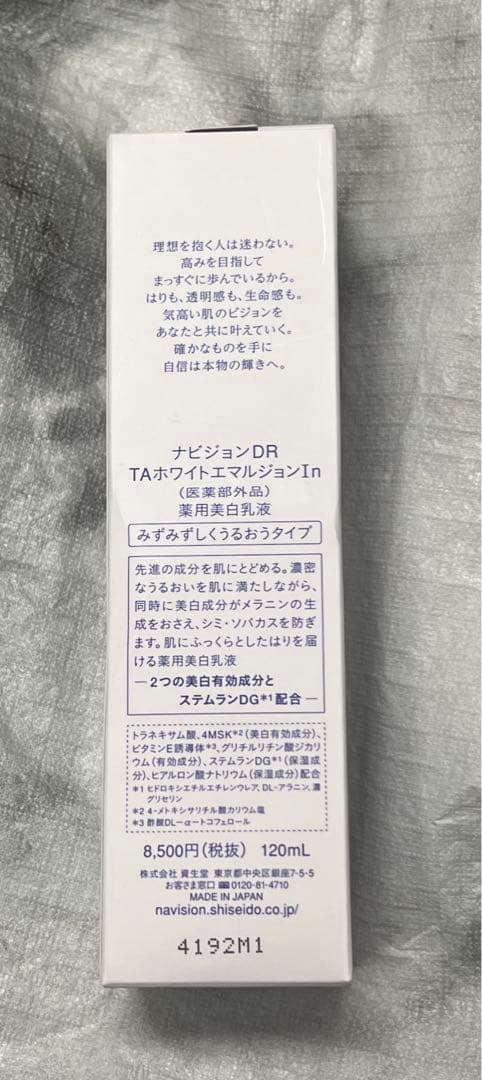 理想を抱く人は迷わない。
高みを目指して
まっすぐに歩んでいるから。
はりも、透明感も、生命感も。
気高い肌のビジョンを
あなたと共に叶えていく。
確かなものを手に
自信は本物の輝きへ。
ナビジョンDR
TAホワイトエマルジョンIn
（医薬部外品）
薬用美白乳液
みずみずしくうるおうタイプ
先進の成分を肌にとどめる。濃密
なうるおいを肌に満たしながら、
同時に美白成分がメラニンの生
成をおさえ、シミ・ソバカスを防ぎ
ます。肌にふっくらとしたはりを届
ける薬用美白乳液
―2つの美白有効成分と
ステムランDG*1配合―
トラネキサム酸、4MSK*2（美白有効成分）、
ビタミンE誘導体*3、グリチルリチン酸ジカリ
ウム（有効成分）、ステムランDG*1（保湿成
分）、ヒアルロン酸ナトリウム（保湿成分）配合
*1 ヒドロキシエチルエチレンウレア、DL-アラニン、濃
グリセリン
*2 4-メトキシサリチル酸カリウム塩
*3 酢酸DL-α-トコフェロール
8,500円（税抜） 120mL
株式会社 資生堂 東京都中央区銀座7-5-5
お客さま窓口 0120-81-4710
MADE IN JAPAN
navision.shiseido.co.jp/
4192M1